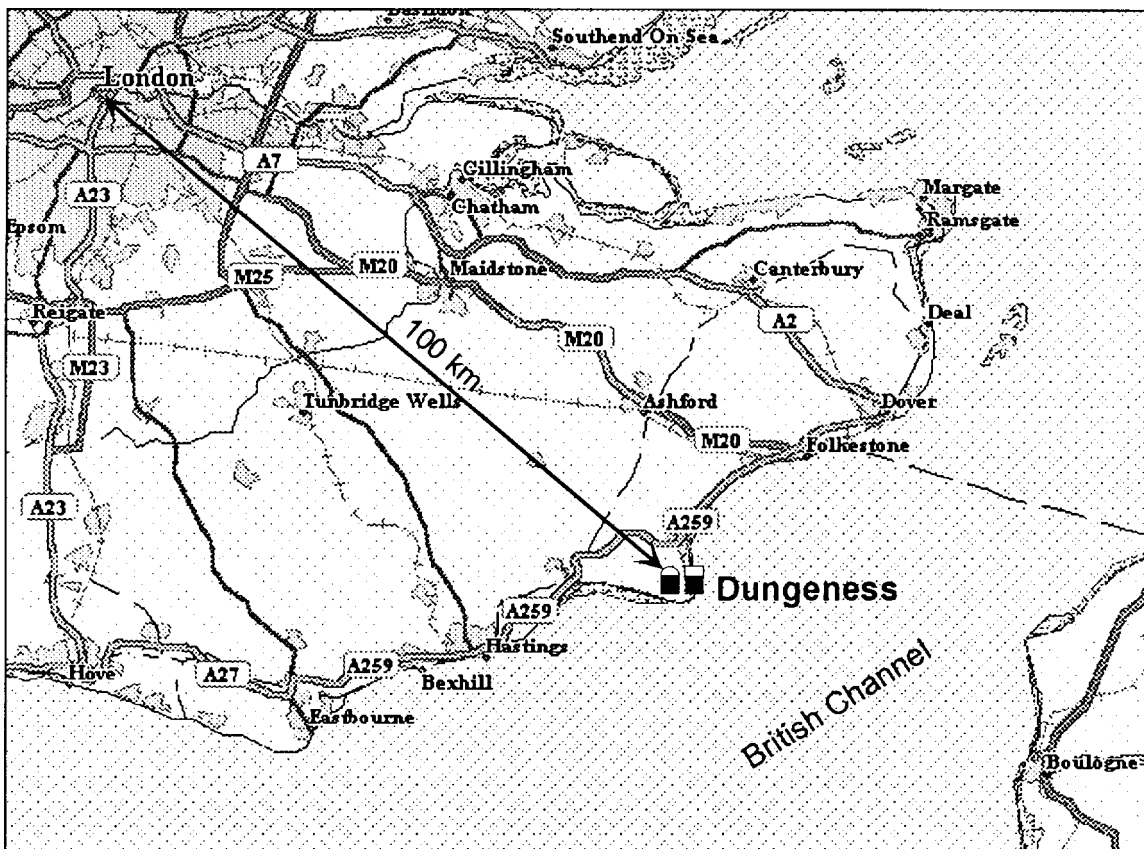 Basildon
Southend On Sea
London
A7
Gillingham
A23
Chatham
Margate
Ramsgate
Epsom
M25
M20
Maidstone
Canterbury
Reigate
A2
Deal
100 km
M20
M23
Tunbridge Wells
Ashford
Dover
M20
Folkestone
A23
A259
Dungeness
A259
Hastings
Hove
A27
A259
Bexhill
British Channel
Eastbourne
Boulogne